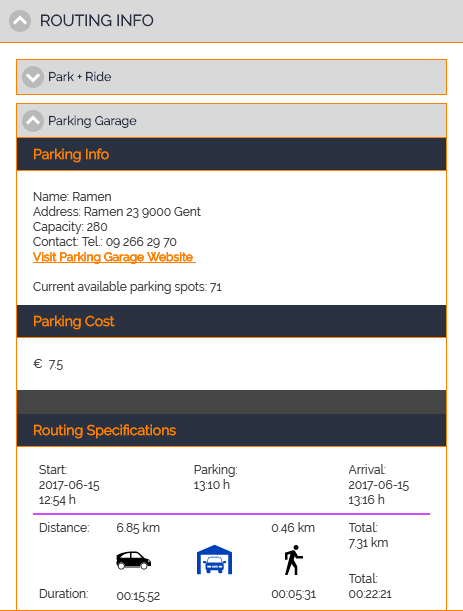 ROUTING INFO
Park + Ride
Parking Garage
Parking Info
Name: Ramen
Address: Ramen 23 9000 Gent
Capacity: 280
Contact: Tel.: 09 266 29 70
Visit Parking Garage Website
Current available parking spots: 71
Parking Cost
€ 7.5
Routing Specifications
Start: Parking: Arrival:
2017-06-15 13:10 h 2017-06-15
12:54 h 13:16 h
Distance: 6.85 km 0.46 km Total:
7.31 km
Total:
Duration: 00:15:52 00:05:31 00:22:21